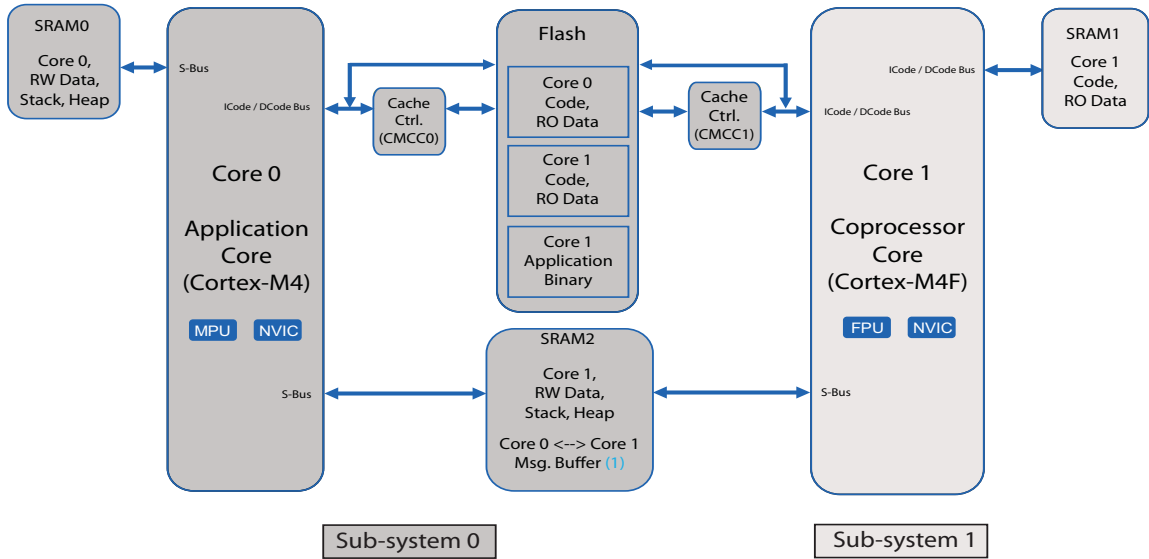 SRAM0
Core 0,
RW Data,
Stack, Heap
S-Bus
ICode / DCode Bus
Core 0
Application
Core
(Cortex-M4)
MPU
NVIC
S-Bus
Cache
Ctrl.
(CMCC0)
Flash
Core 0
Code,
RO Data
Core 1
Code,
RO Data
Core 1
Application
Binary
Cache
Ctrl.
(CMCC1)
SRAM2
Core 1,
RW Data,
Stack, Heap
Core 0 <--> Core 1
Msg. Buffer (1)
ICode / DCode Bus
ICode / DCode Bus
Core 1
Coprocessor
Core
(Cortex-M4F)
FPU
NVIC
S-Bus
SRAM1
Core 1
Code,
RO Data
Sub-system 0
Sub-system 1